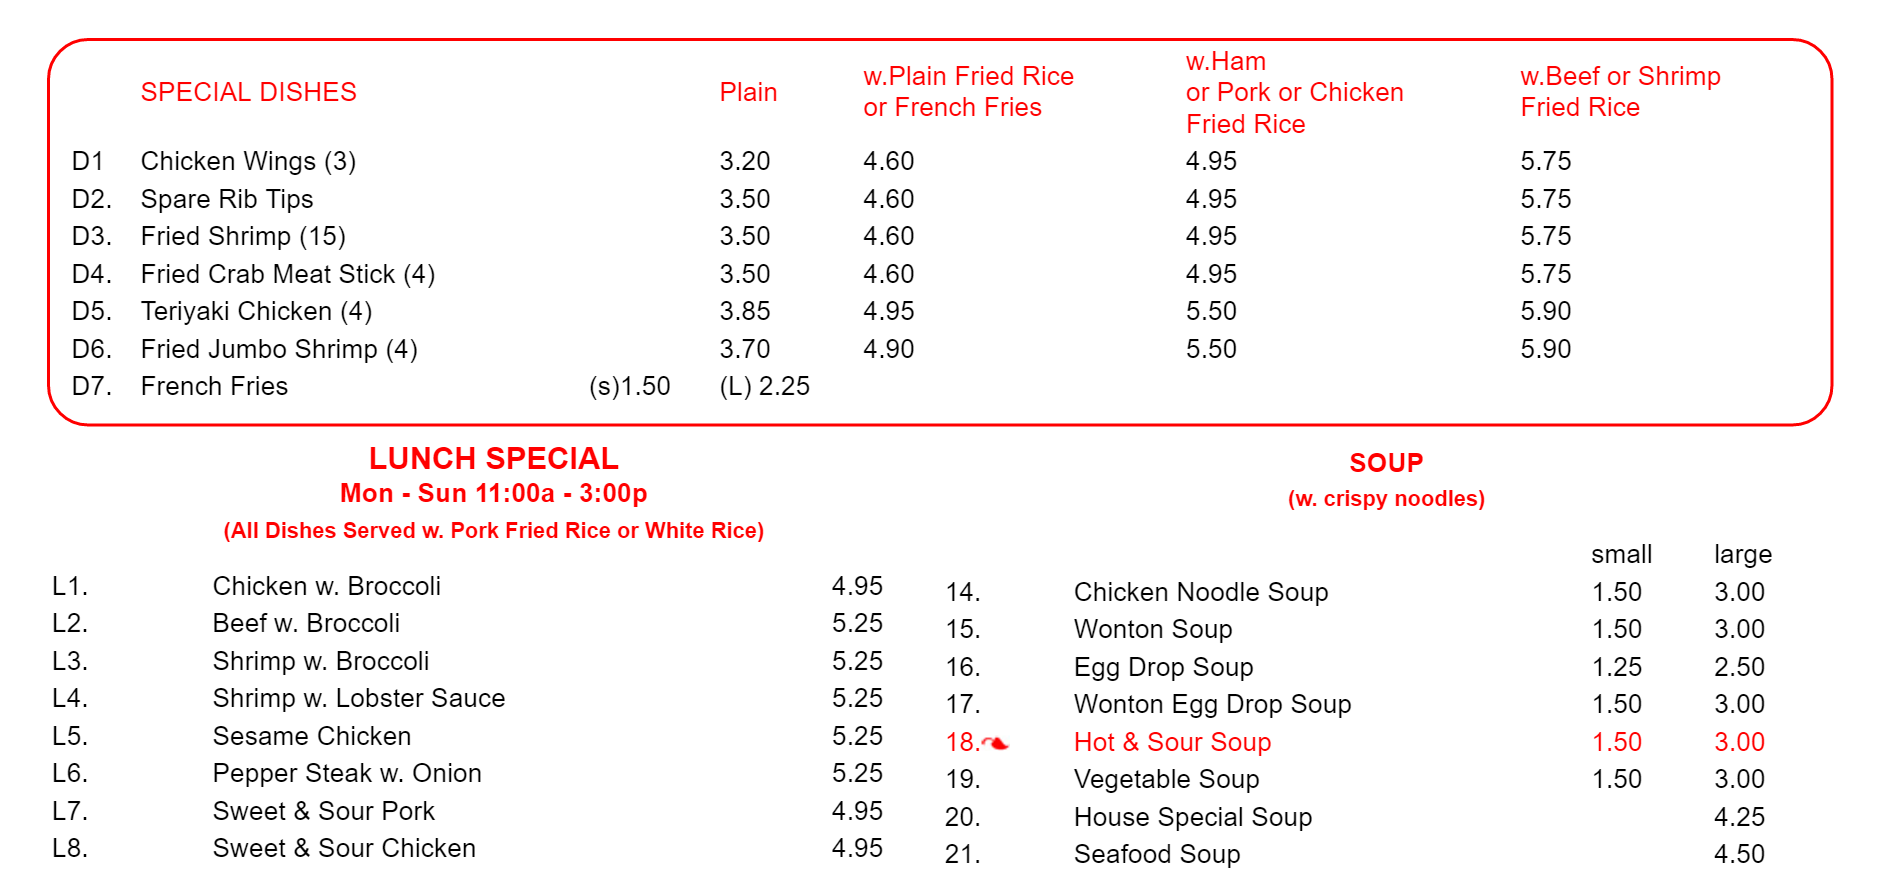 SPECIAL DISHES Plain w.Plain Fried Rice or French Fries w.Ham or Pork or Chicken Fried Rice w.Beef or Shrimp Fried Rice
D1 Chicken Wings (3) 3.20 4.60 4.95 5.75
D2. Spare Rib Tips 3.50 4.60 4.95 5.75
D3. Fried Shrimp (15) 3.50 4.60 4.95 5.75
D4. Fried Crab Meat Stick (4) 3.50 4.60 4.95 5.75
D5. Teriyaki Chicken (4) 3.85 4.95 5.50 5.90
D6. Fried Jumbo Shrimp (4) 3.70 4.90 5.50 5.90
D7. French Fries (s)1.50 (L) 2.25
LUNCH SPECIAL
Mon - Sun 11:00a - 3:00p
(All Dishes Served w. Pork Fried Rice or White Rice)
L1. Chicken w. Broccoli 4.95
L2. Beef w. Broccoli 5.25
L3. Shrimp w. Broccoli 5.25
L4. Shrimp w. Lobster Sauce 5.25
L5. Sesame Chicken 5.25
L6. Pepper Steak w. Onion 5.25
L7. Sweet & Sour Pork 4.95
L8. Sweet & Sour Chicken 4.95
SOUP
(w. crispy noodles)
small large
14. Chicken Noodle Soup 1.50 3.00
15. Wonton Soup 1.50 3.00
16. Egg Drop Soup 1.25 2.50
17. Wonton Egg Drop Soup 1.50 3.00
18. Hot & Sour Soup 1.50 3.00
19. Vegetable Soup 1.50 3.00
20. House Special Soup 4.25
21. Seafood Soup 4.50